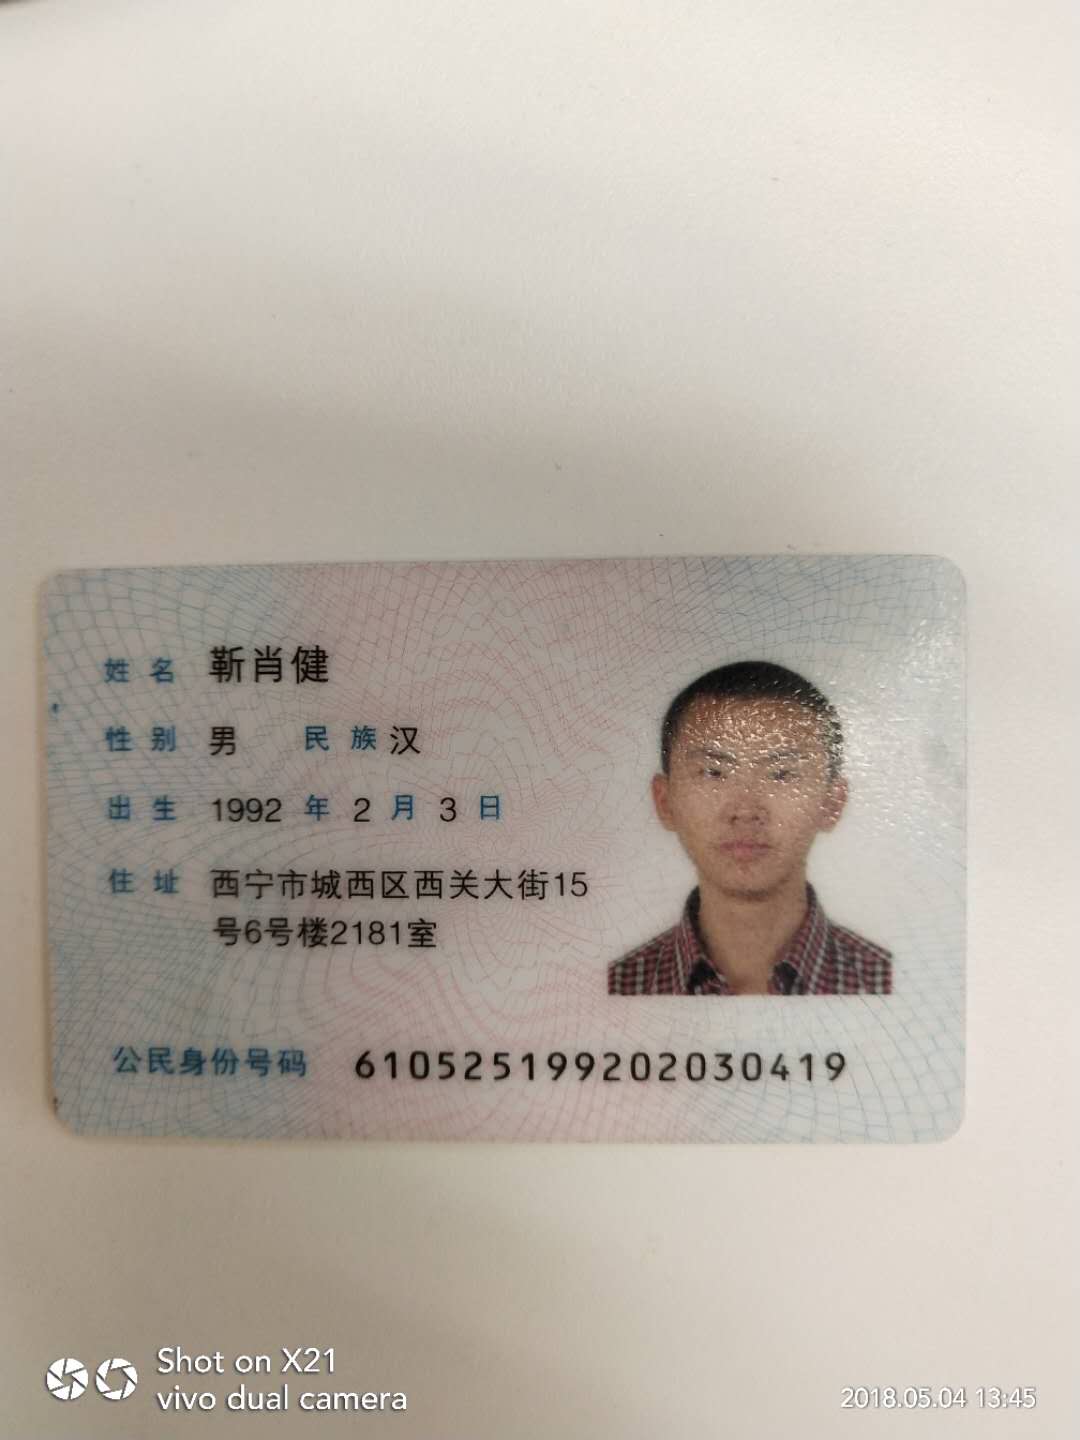 姓名 靳肖健
性别 男 民族 汉
出生 1992 年 2 月 3 日
住址 西宁市城西区西关大街15
号6号楼2181室
公民身份号码 610525199202030419
Shot on X21
vivo dual camera
2018.05.04 13:45